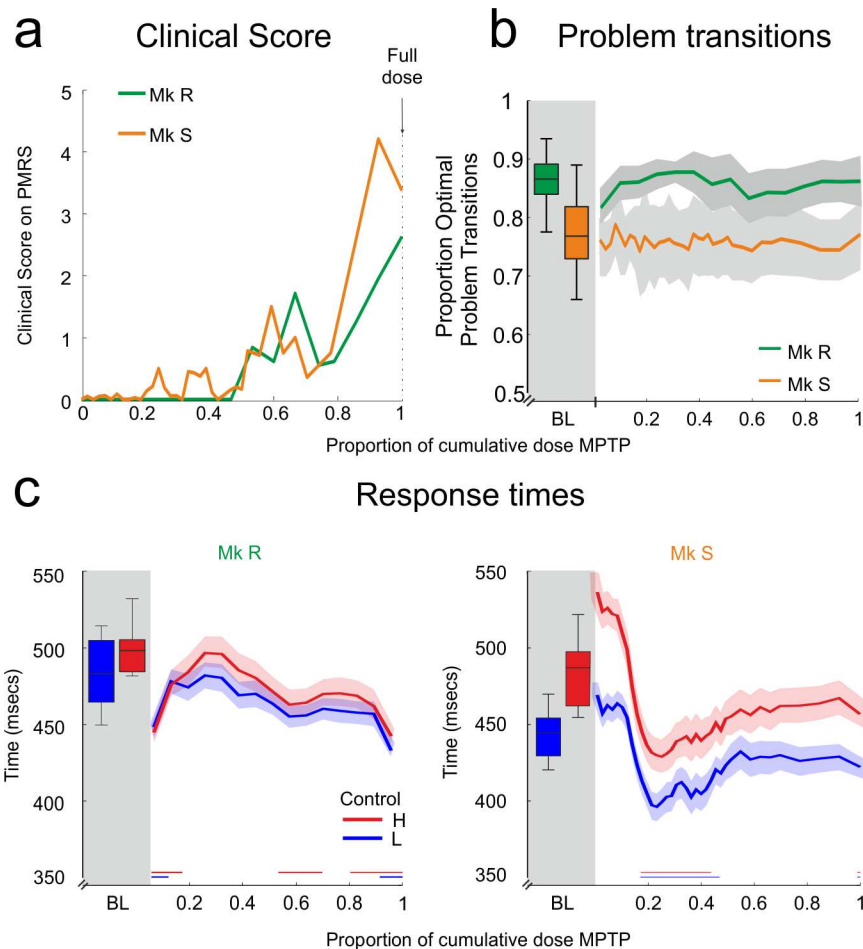 a
Clinical Score
Full
dose
5
4
3
2
1
0
Clinical Score on PMRS
Mk R
Mk S
0
0.2
0.4
0.6
0.8
1
b
Problem transitions
1
0.9
0.8
0.7
0.6
0.5
Proportion Optimal
Problem Transitions
Mk R
Mk S
BL
0.2
0.4
0.6
0.8
1
Proportion of cumulative dose MPTP
c
Response times
Mk R
550
500
450
400
350
Time (msecs)
Control
H
L
BL
0.2
0.4
0.6
0.8
1
Mk S
550
500
450
400
350
Time (msecs)
BL
0.2
0.4
0.6
0.8
1
Proportion of cumulative dose MPTP